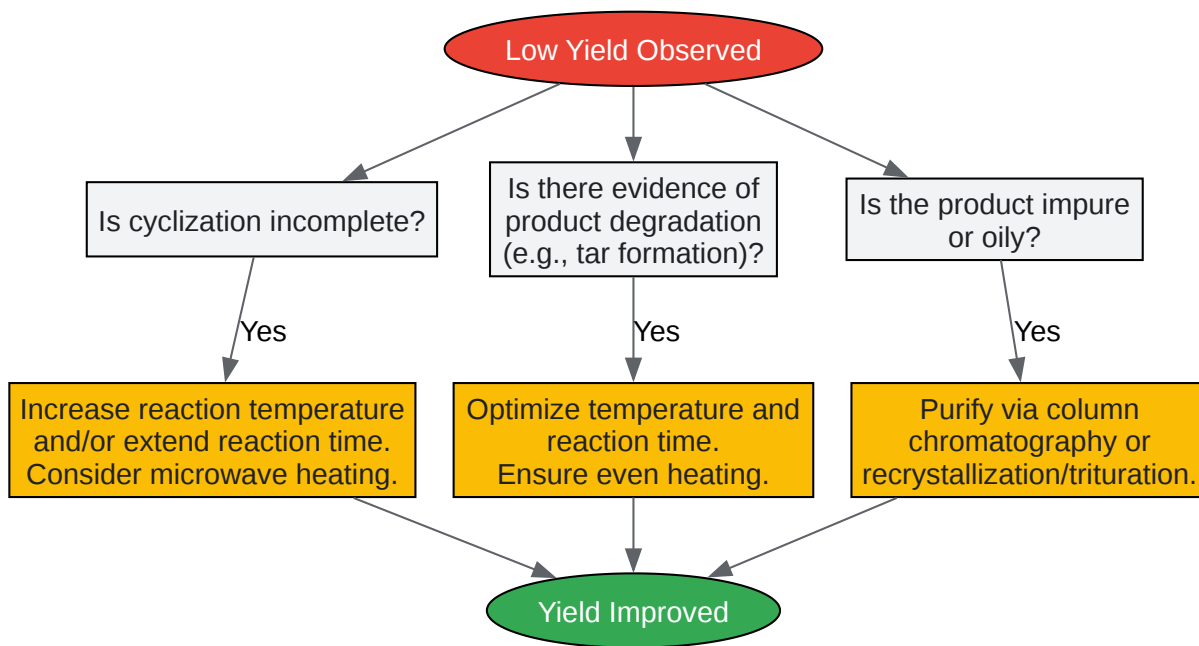 Low Yield Observed
Is cyclization incomplete?
Is there evidence of
product degradation
(e.g., tar formation)?
Is the product impure
or oily?
Yes
Yes
Yes
Increase reaction temperature
and/or extend reaction time.
Consider microwave heating.
Optimize temperature and
reaction time.
Ensure even heating.
Purify via column
chromatography or
recrystallization/trituration.
Yield Improved